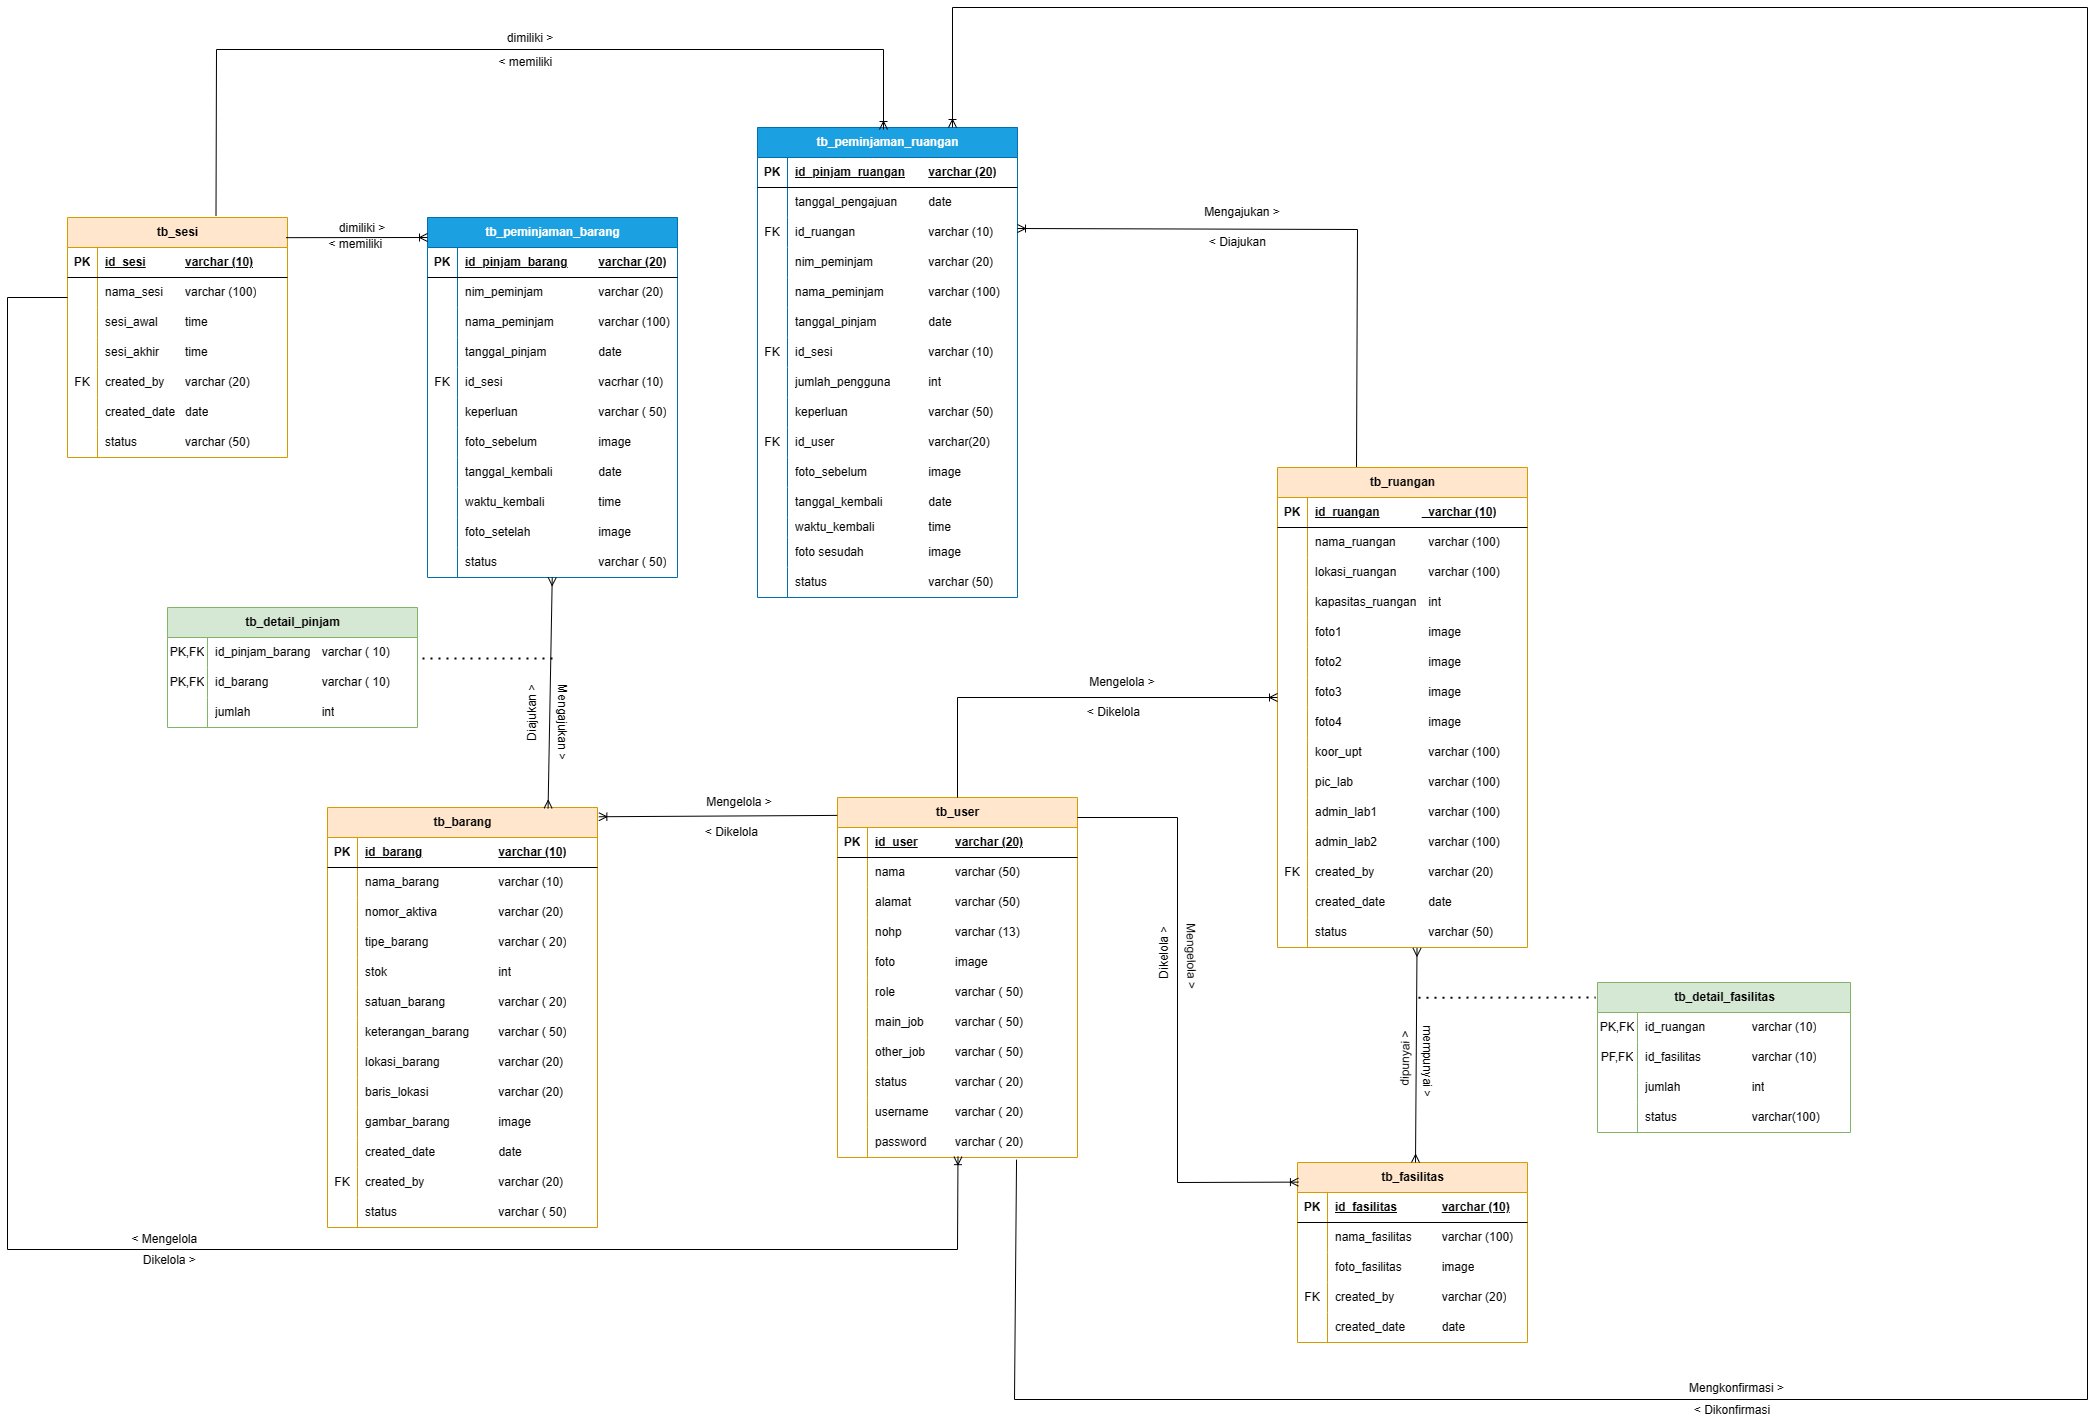 dimiliki >
< memiliki
tb_peminjaman_ruangan
PK id_pinjam_ruangan varchar (20)
tanggal_pengajuan date
FK id_ruangan varchar (10)
nim_peminjam varchar (20)
nama_peminjam varchar (100)
tanggal_pinjam date
FK id_sesi varchar (10)
jumlah_pengguna int
keperluan varchar (50)
FK id_user varchar(20)
foto_sebelum image
tanggal_kembali date
waktu_kembali time
foto sesudah image
status varchar (50)
Mengajukan >
< Diajukan
tb_sesi
PK id_sesi varchar (10)
nama_sesi varchar (100)
sesi_awal time
sesi_akhir time
FK created_by varchar (20)
created_date date
status varchar (50)
dimiliki >
< memiliki
tb_peminjaman_barang
PK id_pinjam_barang varchar (20)
nim_peminjam varchar (20)
nama_peminjam varchar (100)
tanggal_pinjam date
FK id_sesi vacrhar (10)
keperluan varchar ( 50)
foto_sebelum image
tanggal_kembali date
waktu_kembali time
foto_setelah image
status varchar ( 50)
tb_ruangan
PK id_ruangan varchar (10)
nama_ruangan varchar (100)
lokasi_ruangan varchar (100)
kapasitas_ruangan int
foto1 image
foto2 image
foto3 image
foto4 image
koor_upt varchar (100)
pic_lab varchar (100)
admin_lab1 varchar (100)
admin_lab2 varchar (100)
FK created_by varchar (20)
created_date date
status varchar (50)
tb_detail_pinjam
PK,FK id_pinjam_barang varchar ( 10)
PK,FK id_barang varchar ( 10)
jumlah int
Diajukan >
Mengajukan >
Mengelola >
< Dikelola
Mengelola >
< Dikelola
tb_barang
PK id_barang varchar (10)
nama_barang varchar (10)
nomor_aktiva varchar (20)
tipe_barang varchar ( 20)
stok int
satuan_barang varchar ( 20)
keterangan_barang varchar ( 50)
lokasi_barang varchar (20)
baris_lokasi varchar (20)
gambar_barang image
created_date date
FK created_by varchar (20)
status varchar ( 50)
tb_user
PK id_user varchar (20)
nama varchar (50)
alamat varchar (50)
nohp varchar (13)
foto image
role varchar ( 50)
main_job varchar ( 50)
other_job varchar ( 50)
status varchar ( 20)
username varchar ( 20)
password varchar ( 20)
Dikelola >
Mengelola >
dipunyai >
mempunyai >
tb_detail_fasilitas
PK,FK id_ruangan varchar (10)
PF,FK id_fasilitas varchar (10)
jumlah int
status varchar(100)
tb_fasilitas
PK id_fasilitas varchar (10)
nama_fasilitas varchar (100)
foto_fasilitas image
FK created_by varchar (20)
created_date date
< Mengelola
Dikelola >
Mengkonfirmasi >
< Dikonfirmasi